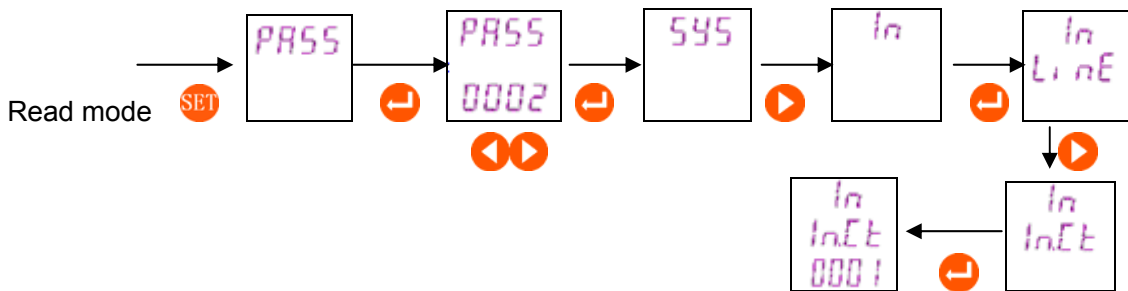 Read mode
SET
PASS
PASS
0002
SYS
In
In
LinE
In
In.Ct
In
In.Ct
0001